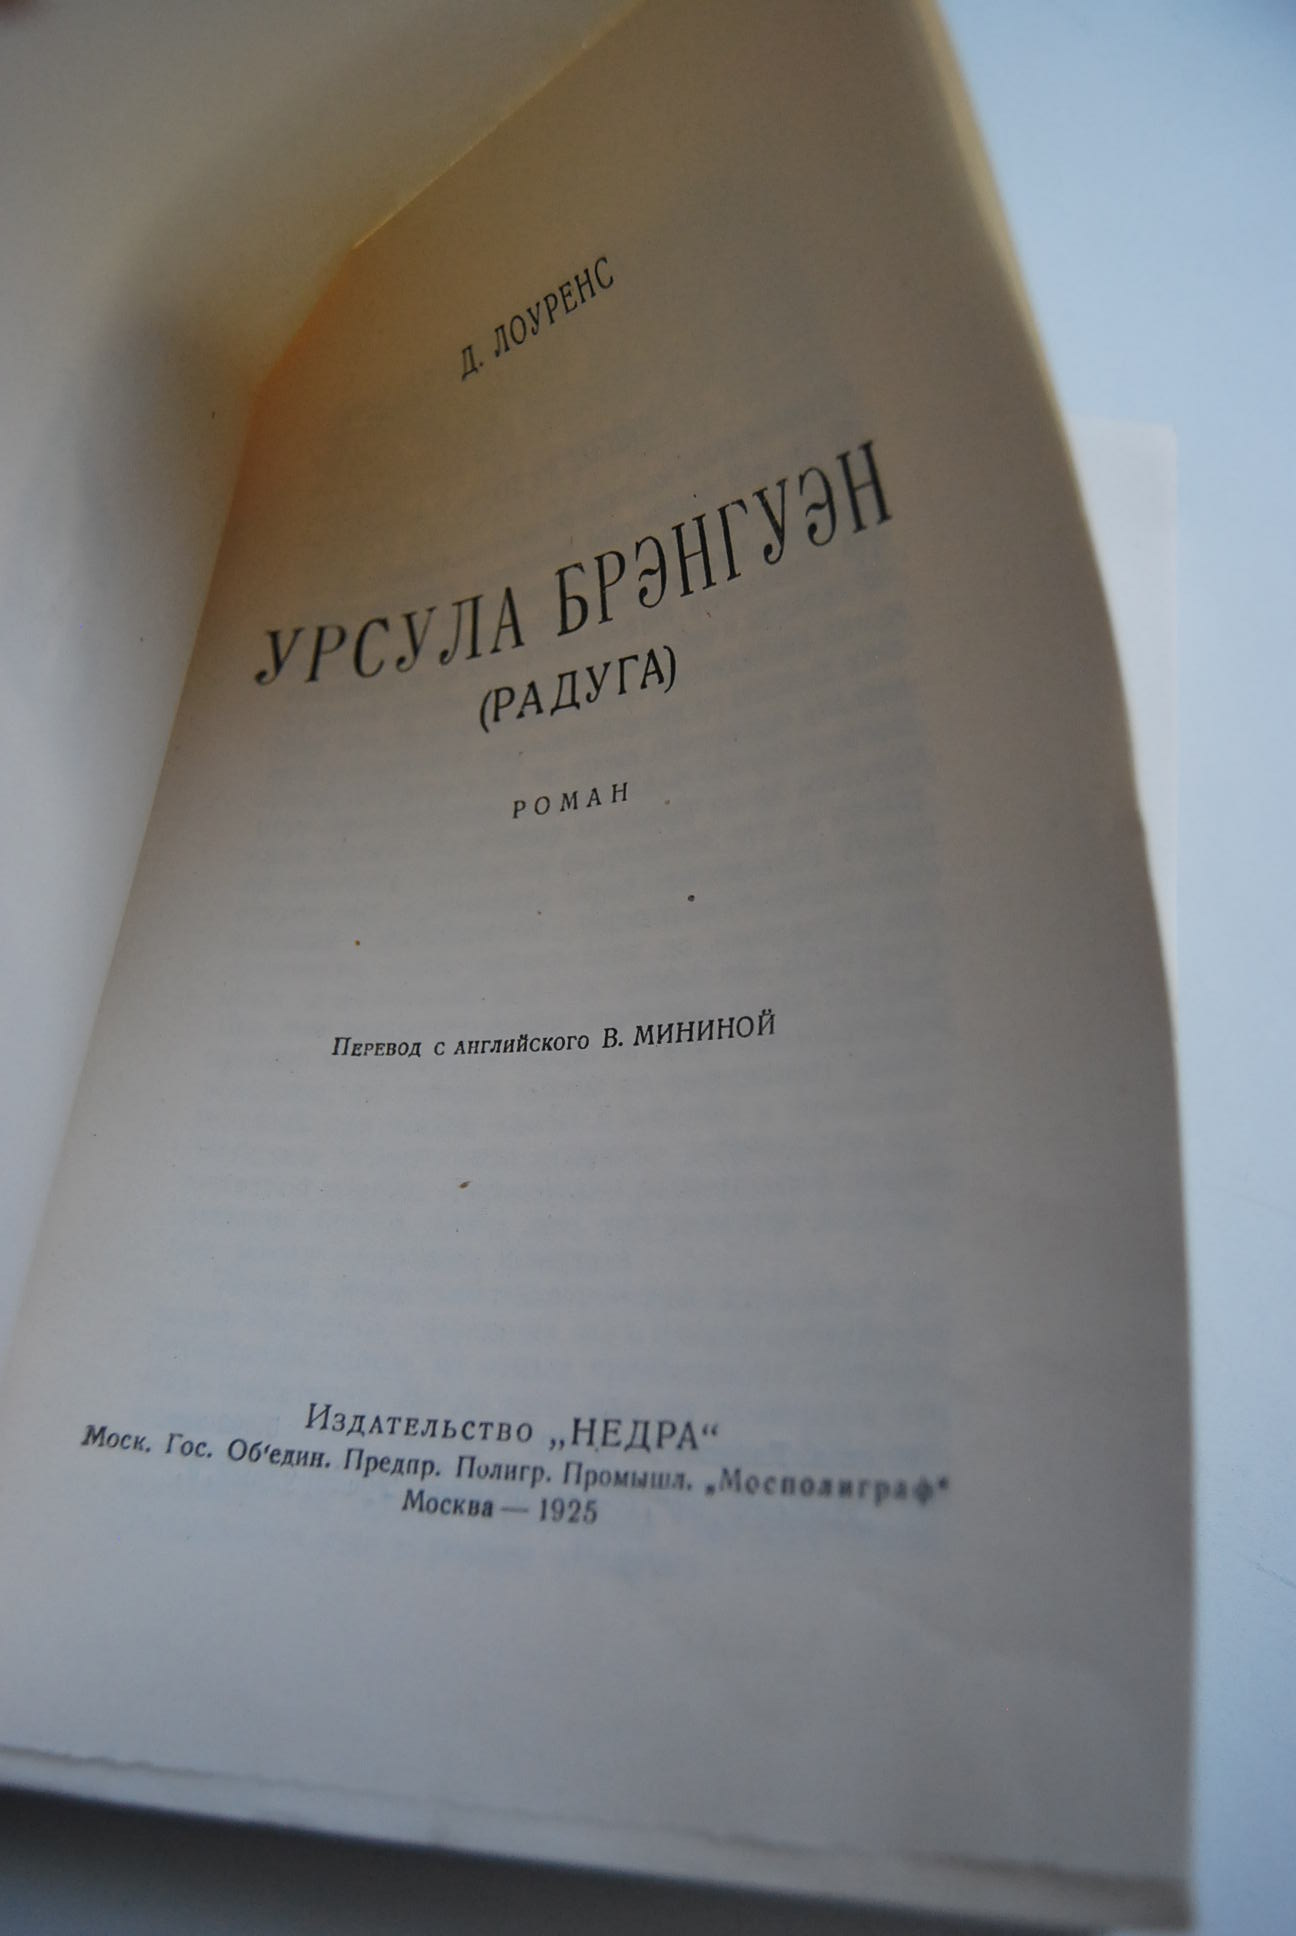 Д. ЛОУРЕНС
УРСУЛА БРЭНГУЭН
(РАДУГА)
РОМАН
Перевод с английского В. МИНИНОЙ
Издательство „НЕДРА“
Моск. Гос. Об'един. Предпр. Полигр. Промышл. „Мосполиграф“
Москва — 1925